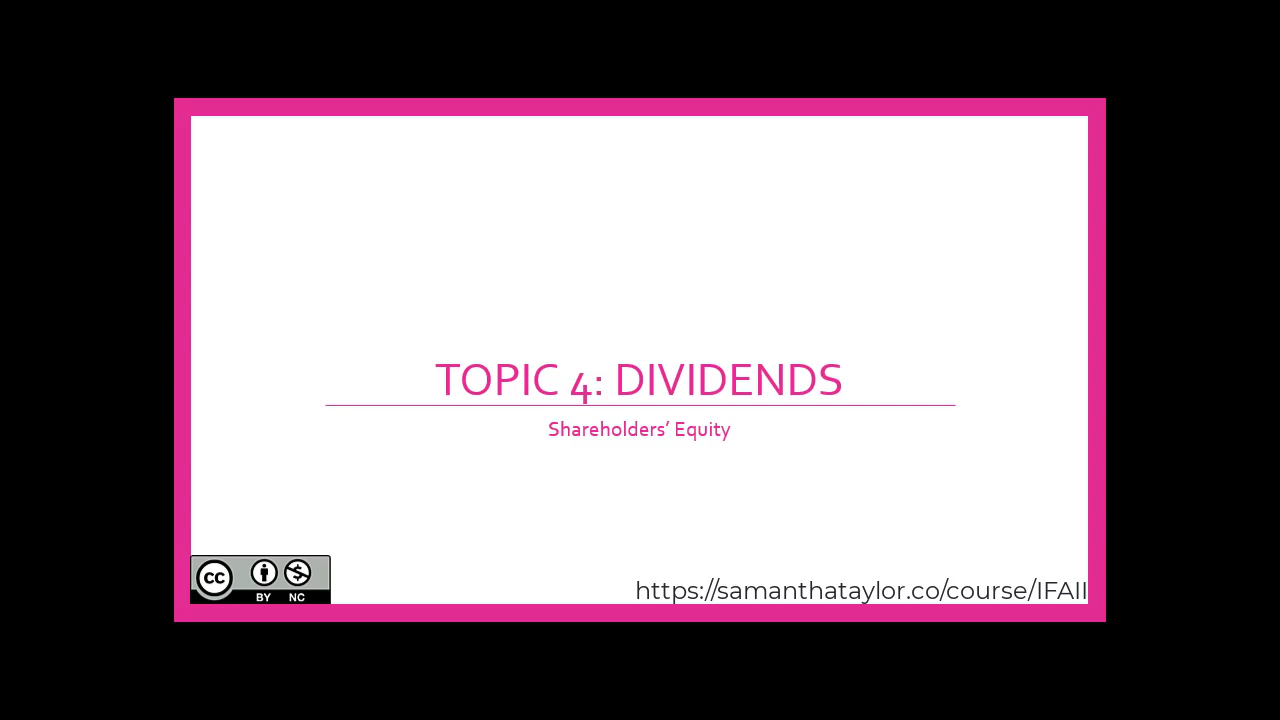 TOPIC 4: DIVIDENDS
Shareholders’ Equity
CC BY NC
https://samanthataylor.co/course/IFAII